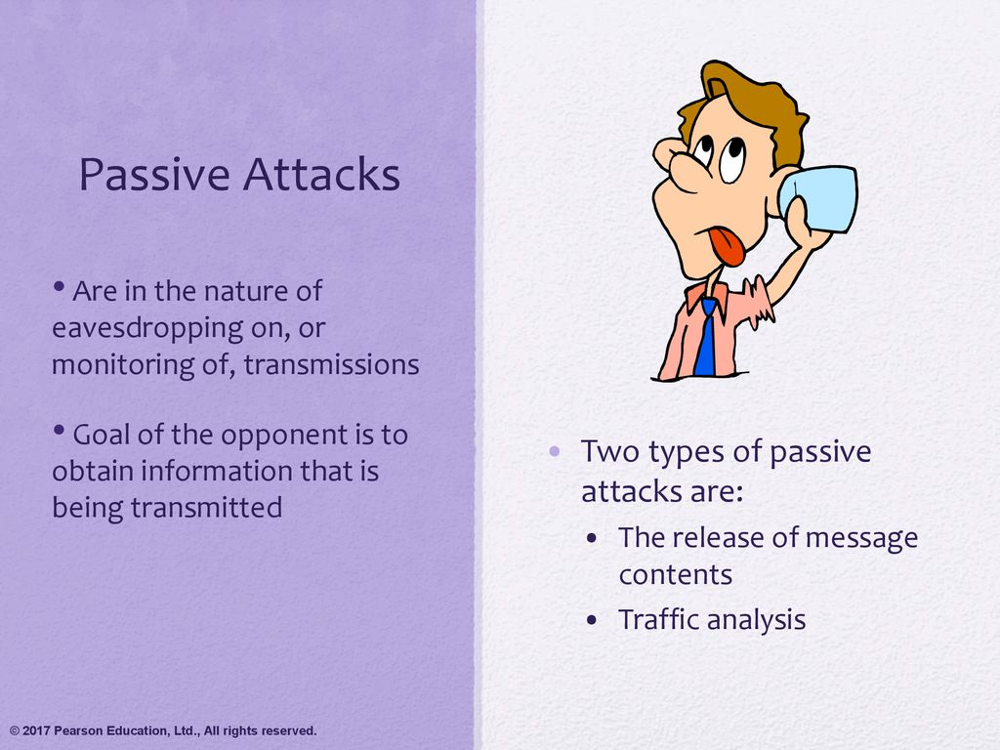 Passive Attacks
• Are in the nature of
eavesdropping on, or
monitoring of, transmissions
• Goal of the opponent is to
obtain information that is
being transmitted
• Two types of passive
attacks are:
• The release of message
contents
• Traffic analysis
© 2017 Pearson Education, Ltd., All rights reserved.